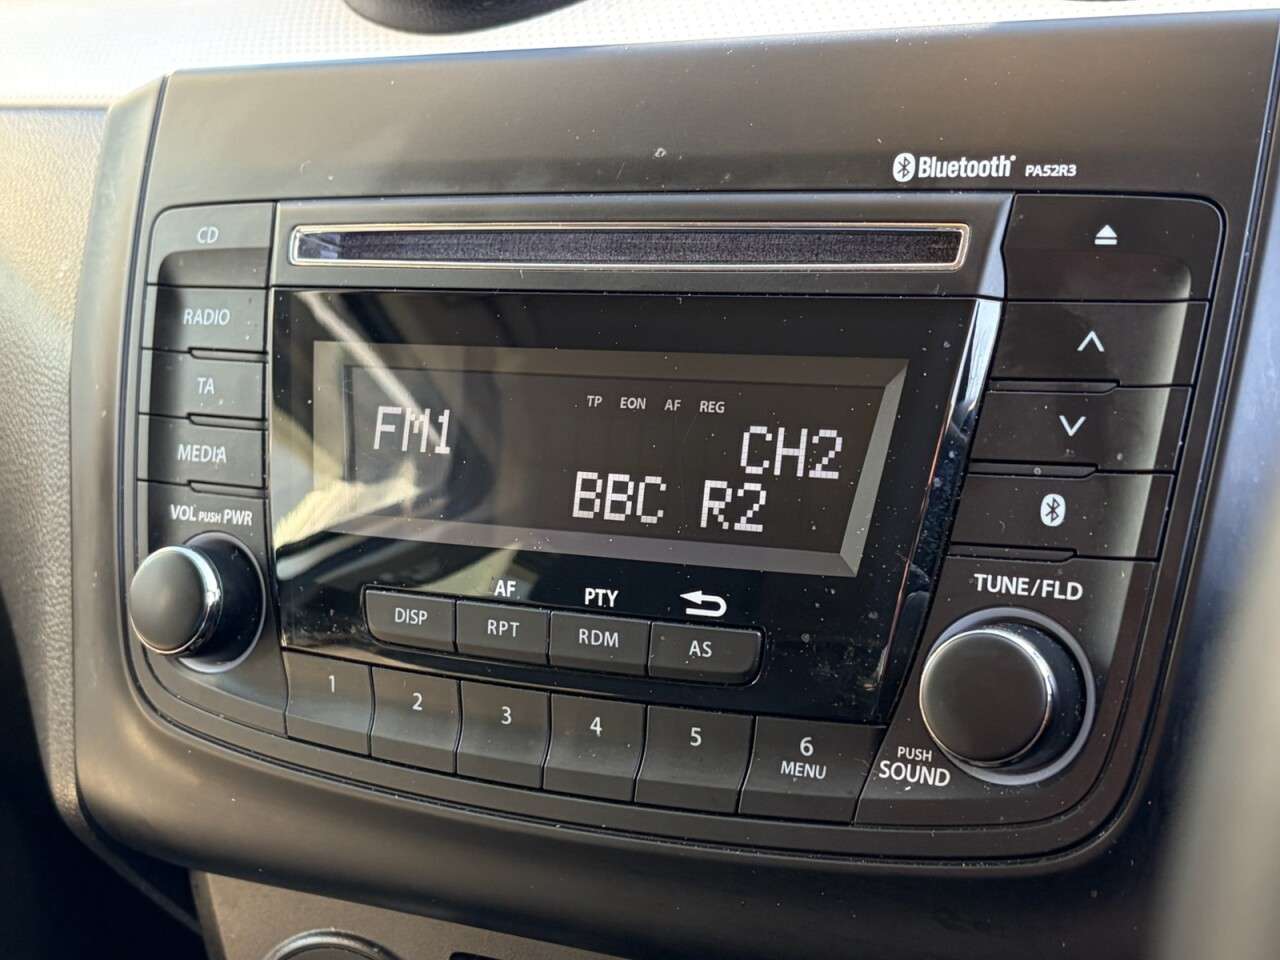 Bluetooth® PA52R3
CD
RADIO
TA
MEDIA
VOL PUSH PWR
TP EON AF REG
FM1
CH2
BBC R2
TUNE/FLD
AF PTY
DISP RPT RDM AS
1 2 3 4 5 6
MENU
PUSH
SOUND